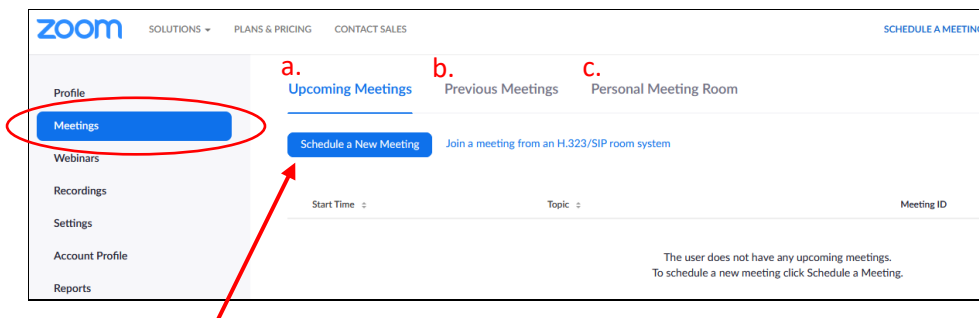 zoom SOLUTIONS PLANS & PRICING CONTACT SALES SCHEDULE A MEETING
a. b. c.
Profile
Upcoming Meetings Previous Meetings Personal Meeting Room
Meetings
Schedule a New Meeting Join a meeting from an H.323/SIP room system
Webinars
Recordings
Start Time Topic Meeting ID
Settings
Account Profile
The user does not have any upcoming meetings.
To schedule a new meeting click Schedule a Meeting.
Reports